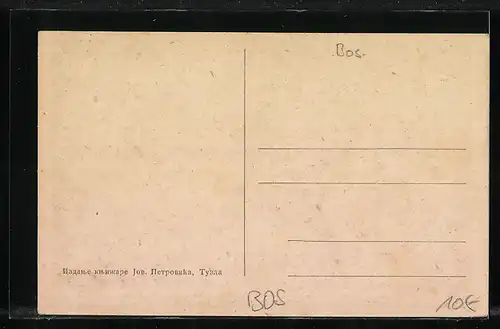 Bos.
Издање књижаре Јов. Петровића, Тузла
BOS
10€